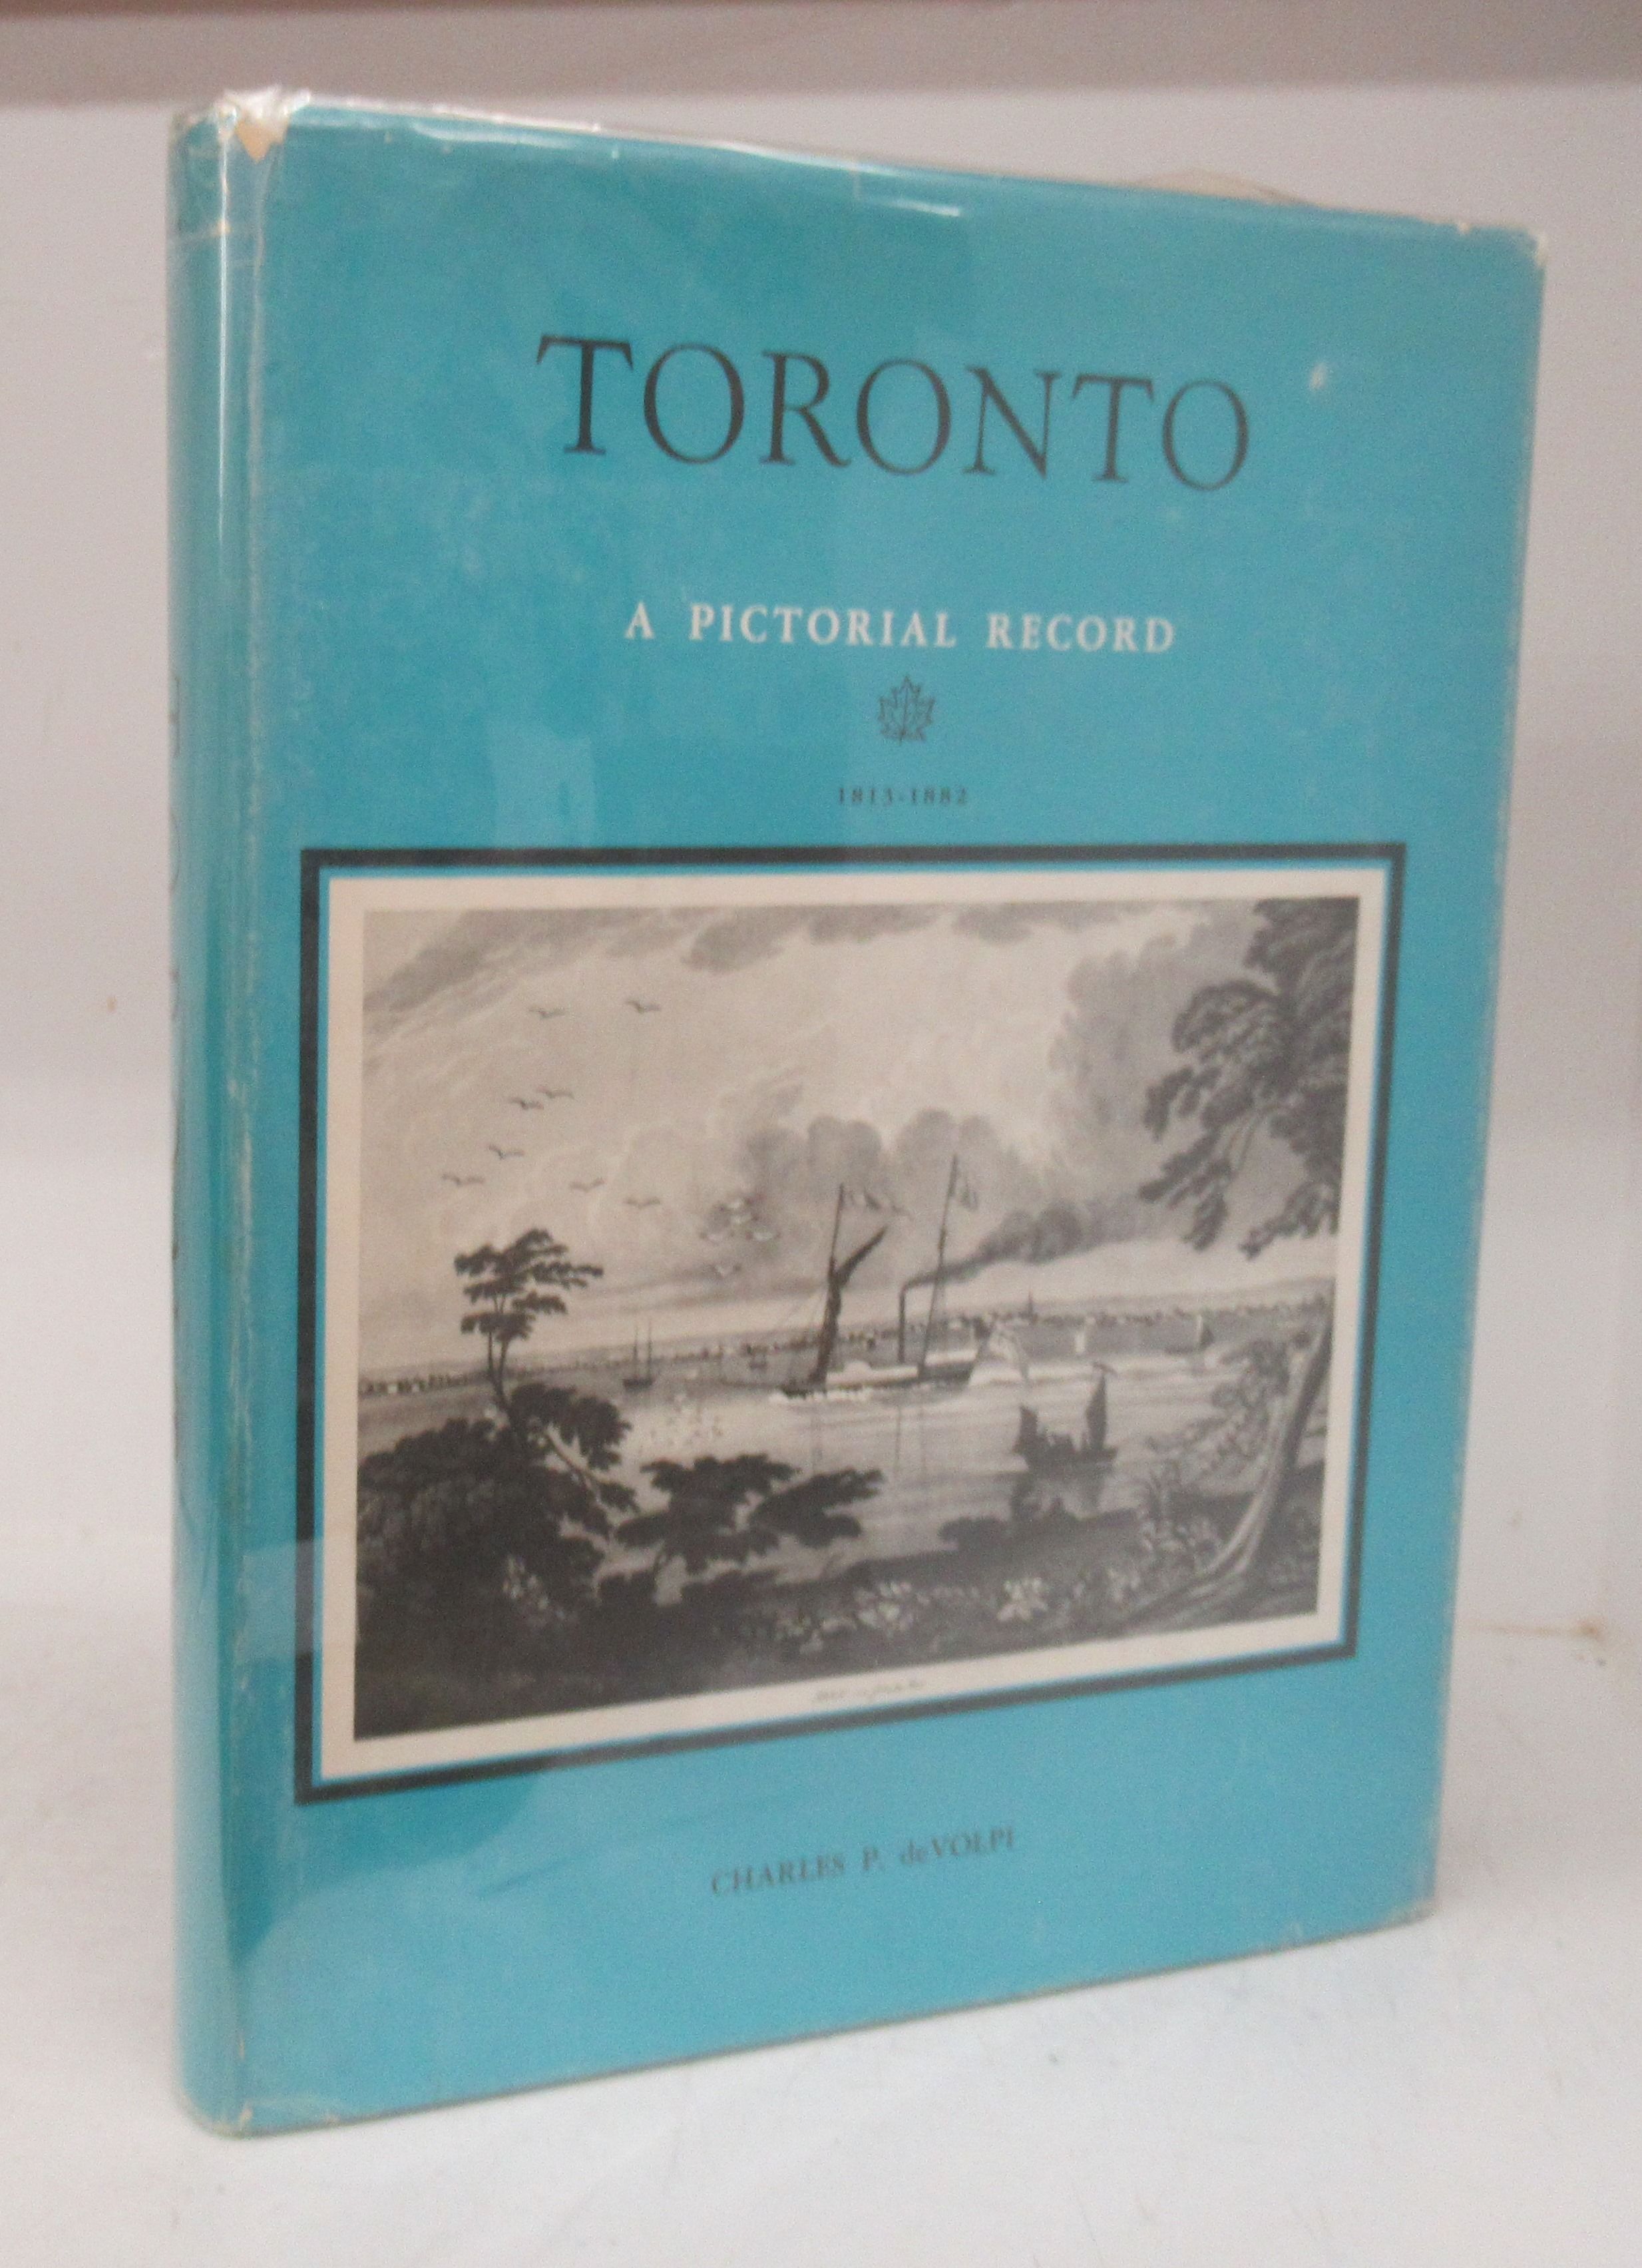 TORONTO
A PICTORIAL RECORD
1813-1882
CHARLES P. deVOLPI